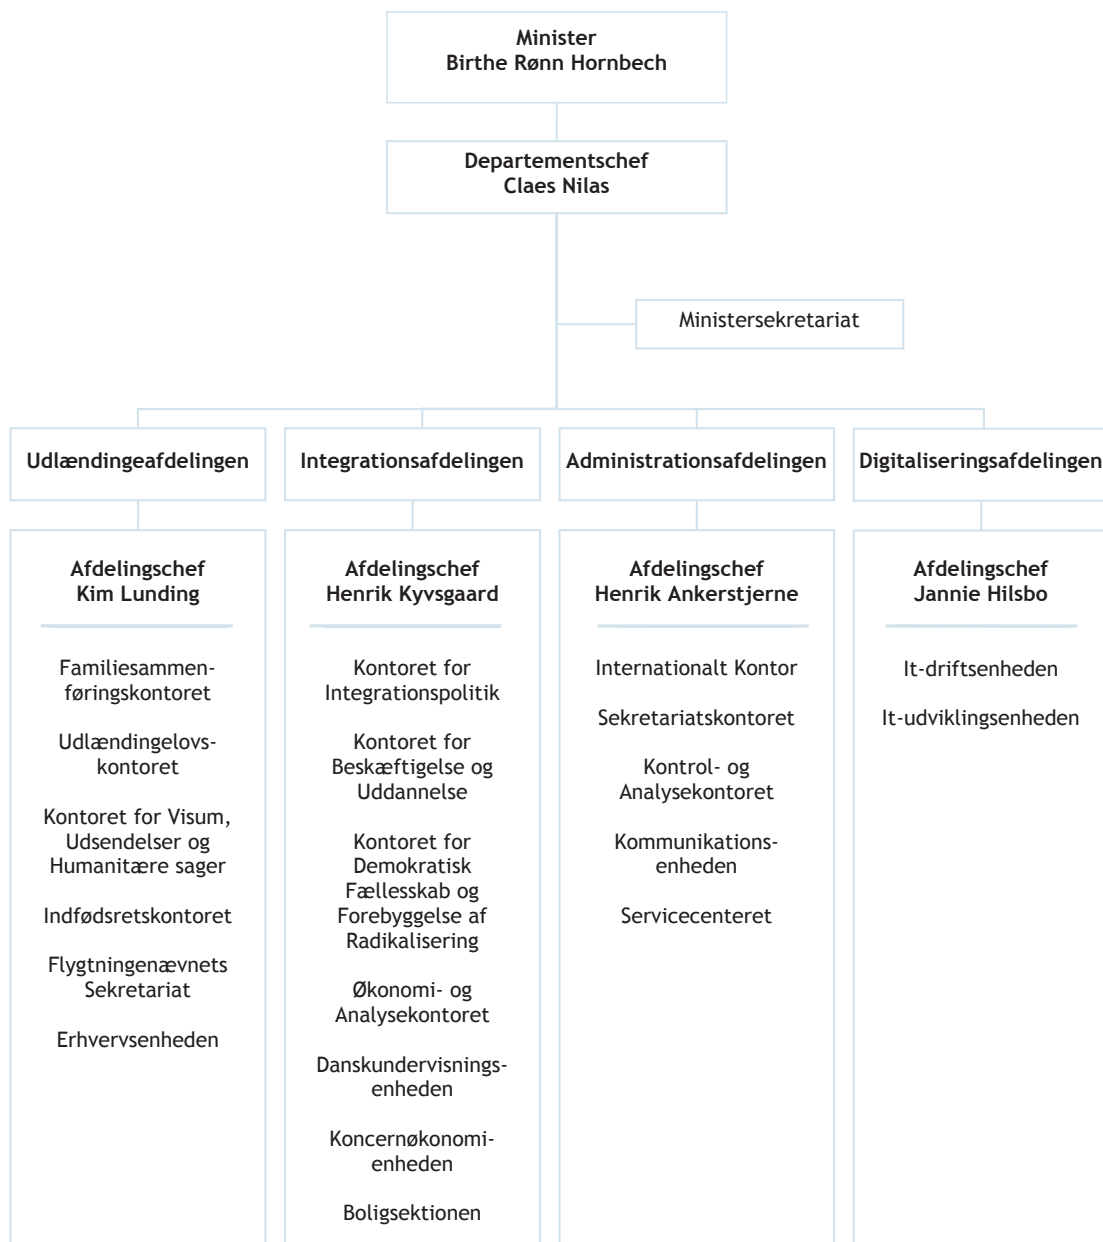 Minister
Birthe Rønn Hornbech
Departementschef
Claes Nilas
Ministersekretariat
Udlændingeafdelingen
Integrationsafdelingen
Administrationsafdelingen
Digitaliseringsafdelingen
Afdelingschef
Kim Lunding
Familiesammen-
føringskontoret
Udlændingelovs-
kontoret
Kontoret for Visum,
Udsendelser og
Humanitære sager
Indfødsretskontoret
Flygtningenævnets
Sekretariat
Erhvervsenheden
Afdelingschef
Henrik Kyvsgaard
Kontoret for
Integrationspolitik
Kontoret for
Beskæftigelse og
Uddannelse
Kontoret for
Demokratisk
Fællesskab og
Forebyggelse af
Radikalisering
Økonomi- og
Analysekontoret
Danskundervisnings-
enheden
Koncernøkonomi-
enheden
Boligsektionen
Afdelingschef
Henrik Ankerstjerne
Internationalt Kontor
Sekretariatskontoret
Kontrol- og
Analysekontoret
Kommunikations-
enheden
Servicecenteret
Afdelingschef
Jannie Hilsbo
It-driftsenheden
It-udviklingsenheden